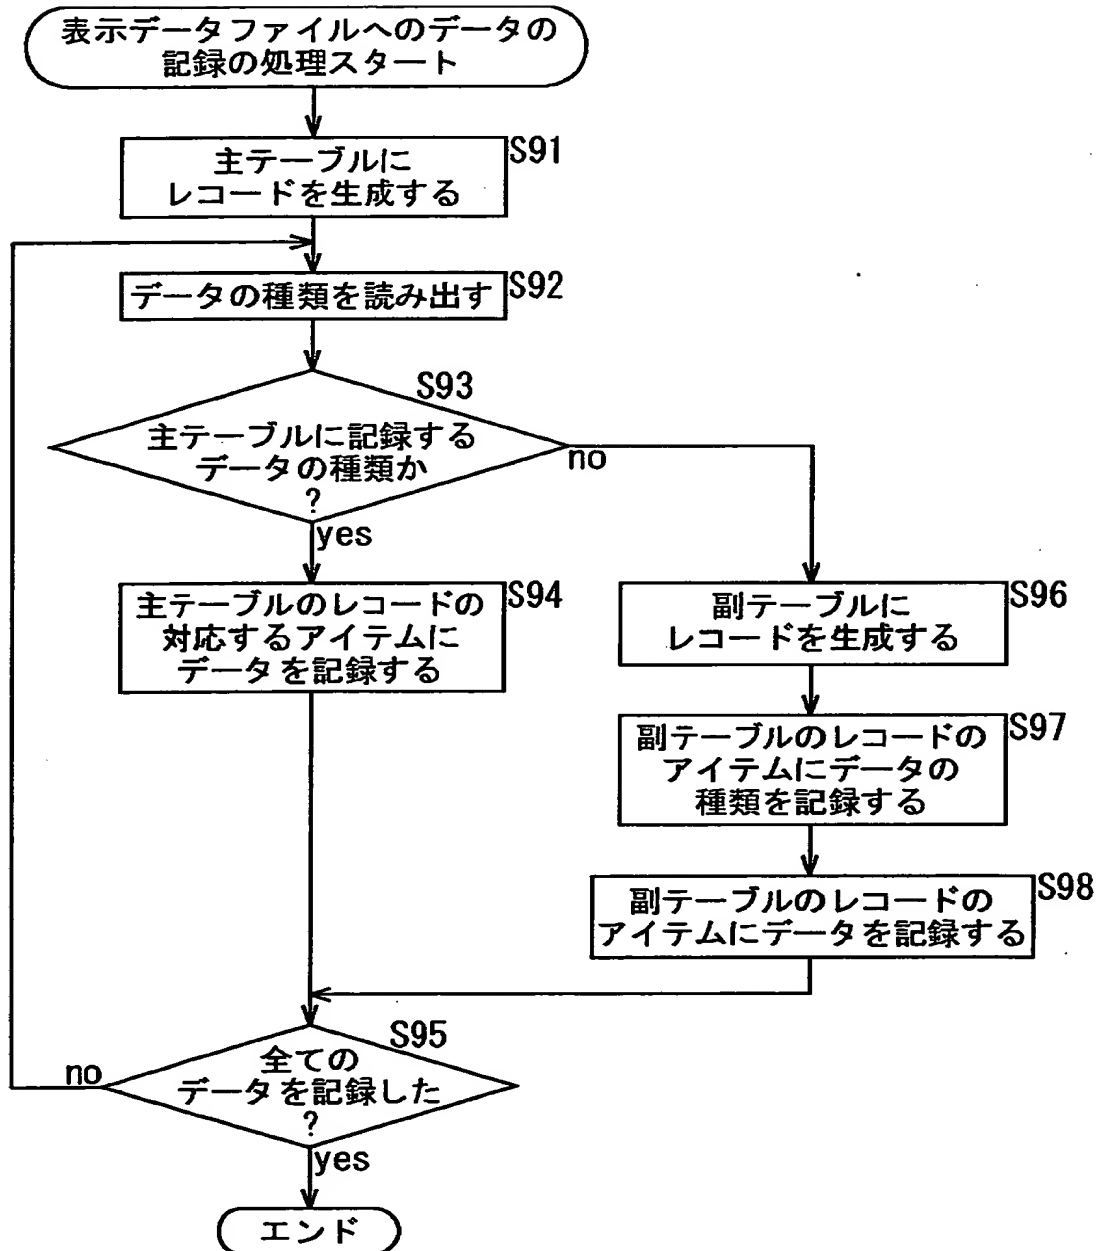 表示データファイルへのデータの
記録の処理スタート
S91
主テーブルに
レコードを生成する
S92
データの種類を読み出す
S93
主テーブルに記録する
データの種類か
?
no
yes
S94
主テーブルのレコードの
対応するアイテムに
データを記録する
S96
副テーブルに
レコードを生成する
S97
副テーブルのレコードの
アイテムにデータの
種類を記録する
S98
副テーブルのレコードの
アイテムにデータを記録する
S95
全ての
データを記録した
?
no
yes
エンド